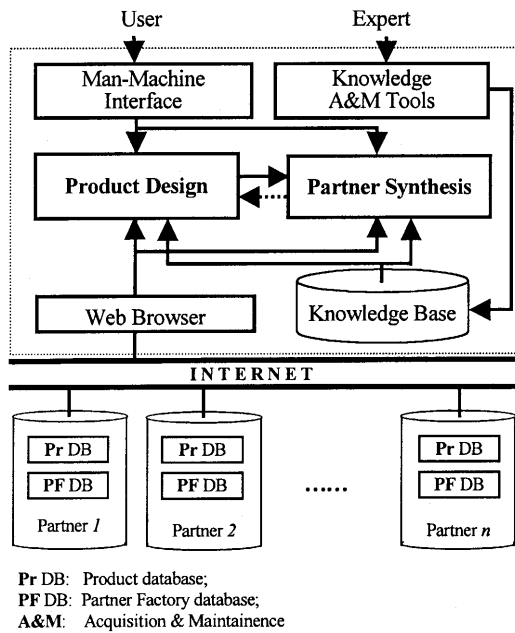 User Expert
Man-Machine Interface
Knowledge A&M Tools
Product Design
Partner Synthesis
Web Browser
Knowledge Base
INTERNET
Pr DB
PF DB
Partner 1
Pr DB
PF DB
Partner 2
......
Pr DB
PF DB
Partner n
Pr DB: Product database;
PF DB: Partner Factory database;
A&M: Acquisition & Maintainence